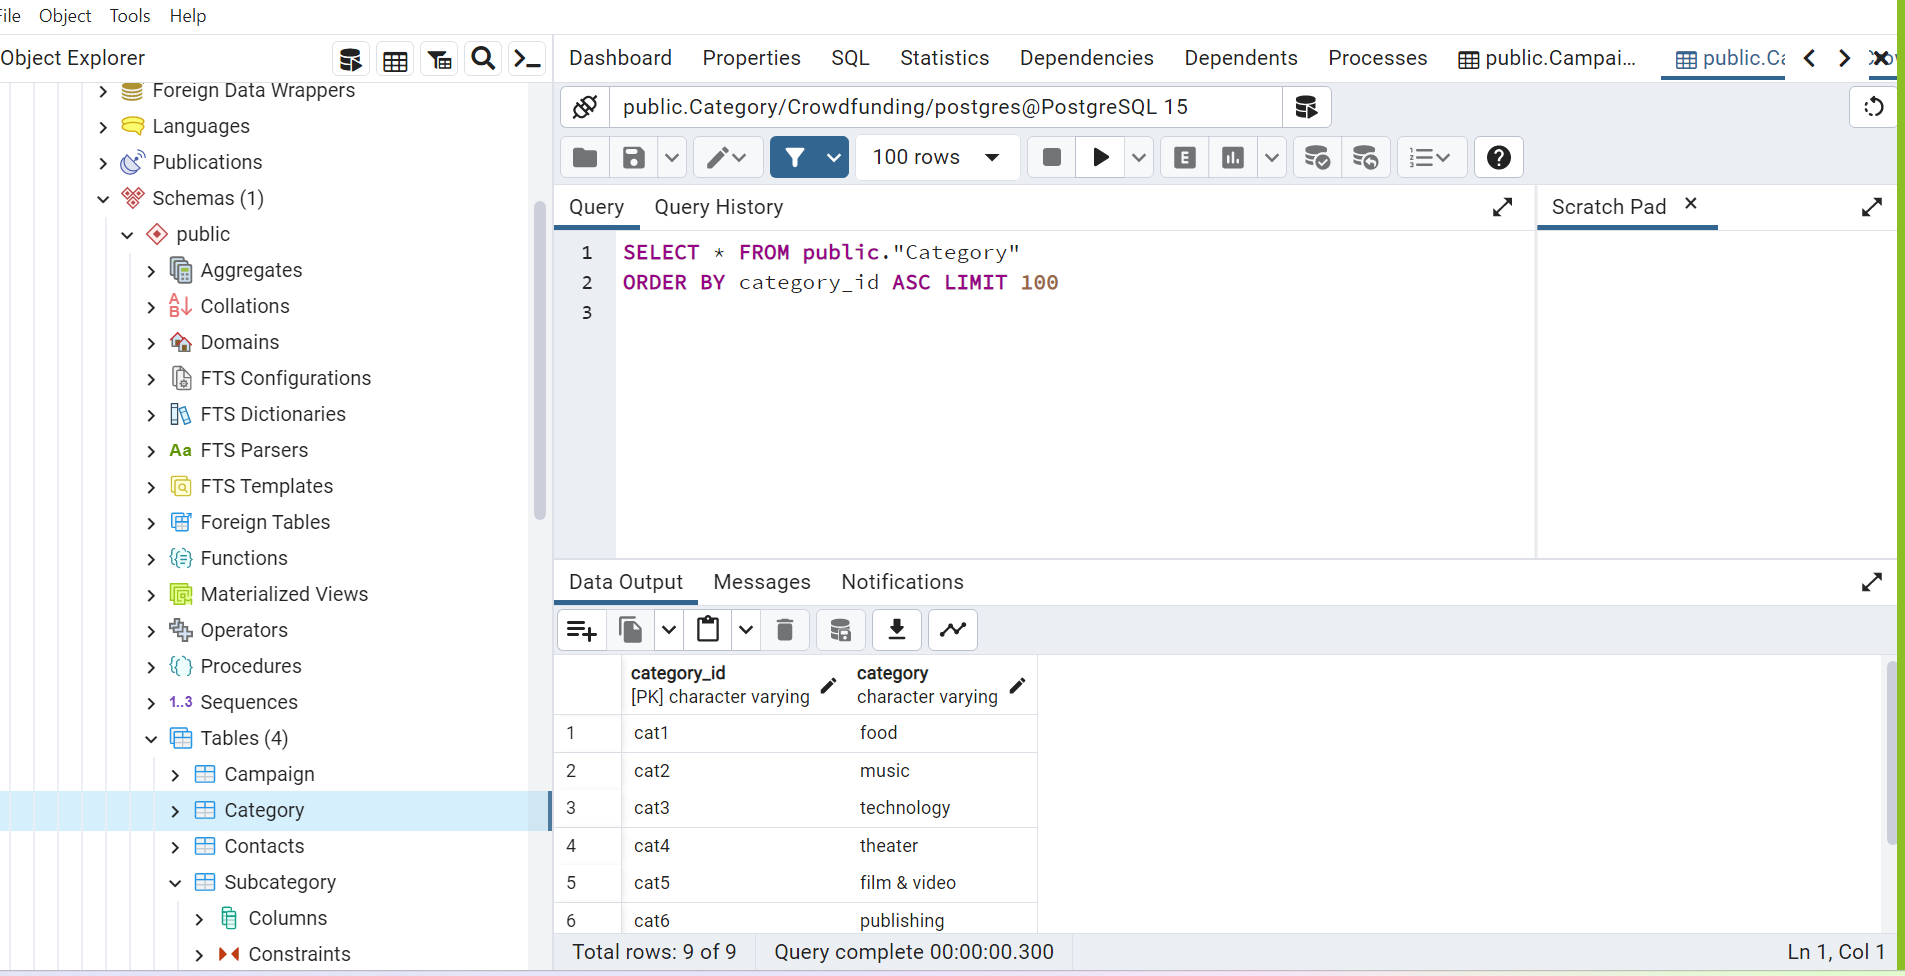 File Object Tools Help
Object Explorer
Foreign Data Wrappers
Languages
Publications
Schemas (1)
public
Aggregates
Collations
Domains
FTS Configurations
FTS Dictionaries
Aa FTS Parsers
FTS Templates
Foreign Tables
Functions
Materialized Views
Operators
Procedures
1..3 Sequences
Tables (4)
Campaign
Category
Contacts
Subcategory
Columns
Constraints
Dashboard Properties SQL Statistics Dependencies Dependents Processes public.Campai... public.Ca
public.Category/Crowdfunding/postgres@PostgreSQL 15
100 rows
Query Query History
Scratch Pad
1 SELECT * FROM public."Category"
2 ORDER BY category_id ASC LIMIT 100
3
Data Output Messages Notifications
category_id category
[PK] character varying character varying
1 cat1 food
2 cat2 music
3 cat3 technology
4 cat4 theater
5 cat5 film & video
6 cat6 publishing
Total rows: 9 of 9 Query complete 00:00:00.300 Ln 1, Col 1